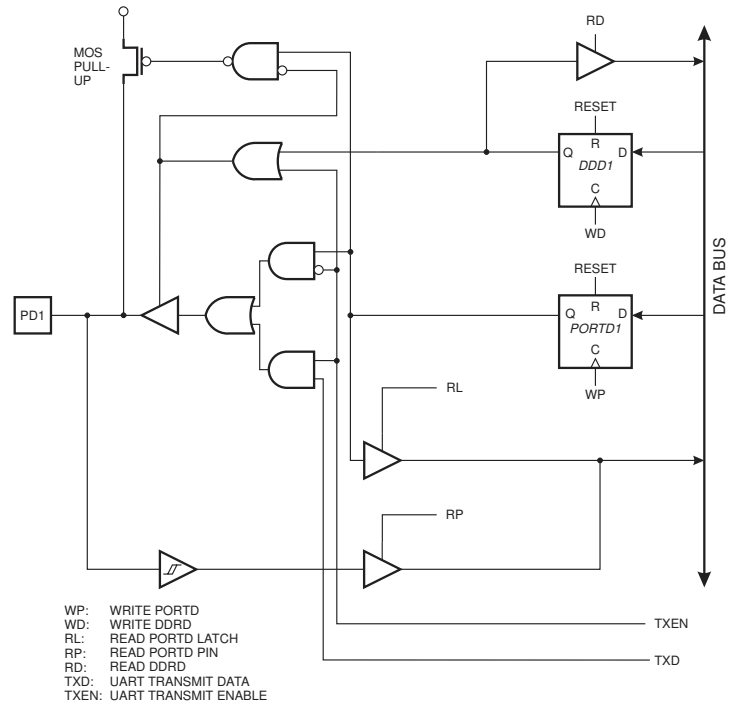 RD
MOS
PULL-
UP
RESET
R
Q
D
DDD1
C
WD
DATA BUS
RESET
R
Q
D
PORTD1
C
WP
PD1
RL
RP
WP: WRITE PORTD
WD: WRITE DDRD
RL: READ PORTD LATCH
RP: READ PORTD PIN
RD: READ DDRD
TXD: UART TRANSMIT DATA
TXEN: UART TRANSMIT ENABLE
TXEN
TXD